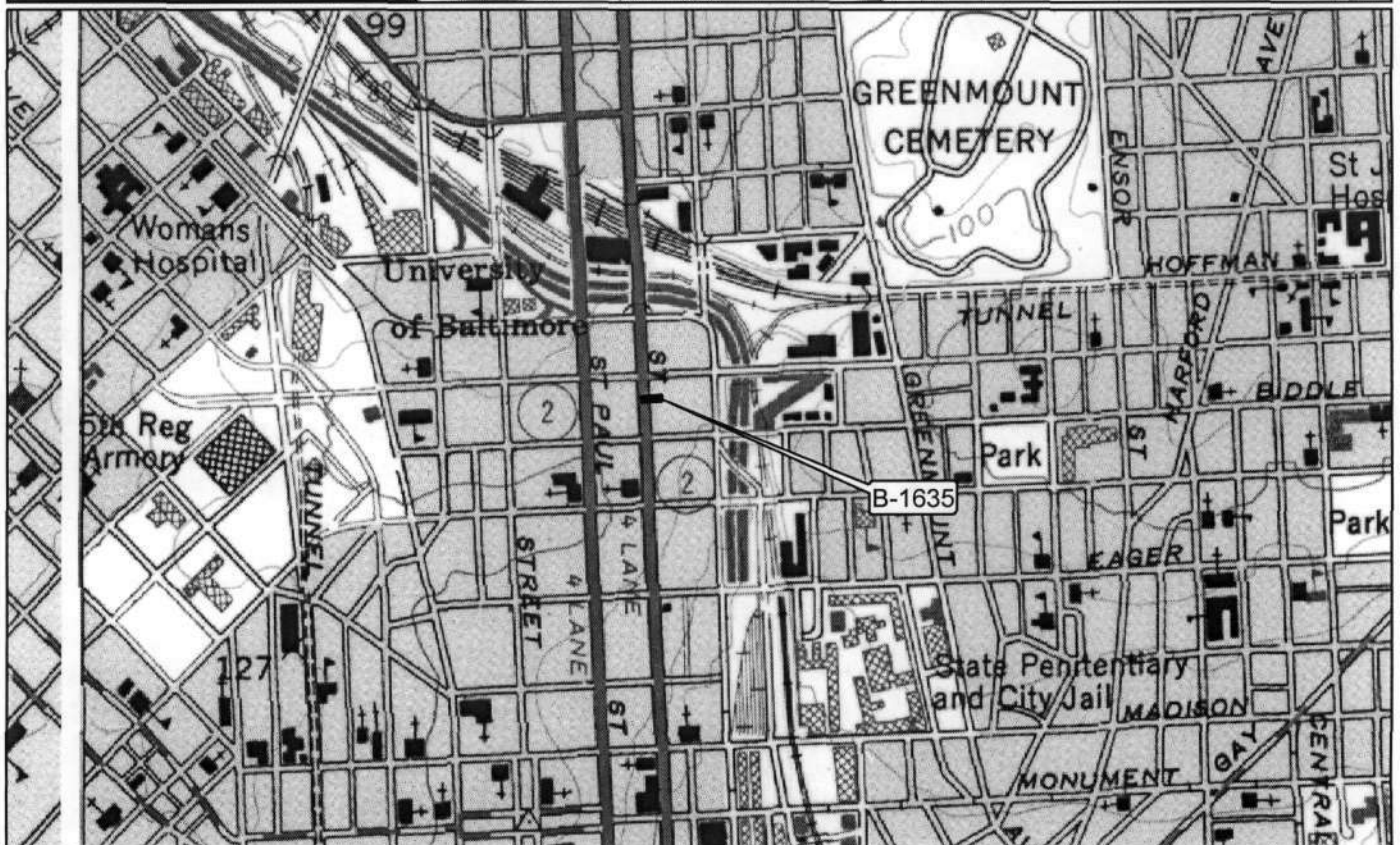 99
83
GREENMOUNT
CEMETERY
100
ENSOR
AVE
VE
St J
Hos
Womans
Hospital
University
of Baltimore
HOFFMAN
TUNNEL
HARFORD
ST
BIDDLE
5th Reg
Armory
TUNNEL
2
ST PAUL
ST
2
GREENMOUNT
Park
B-1635
Park
4 LANE
4 LANE
STREET
EAGER
127
State Penitentiary
and City Jail
MADISON
ST
GAY
CENTRAL
MONUMENT